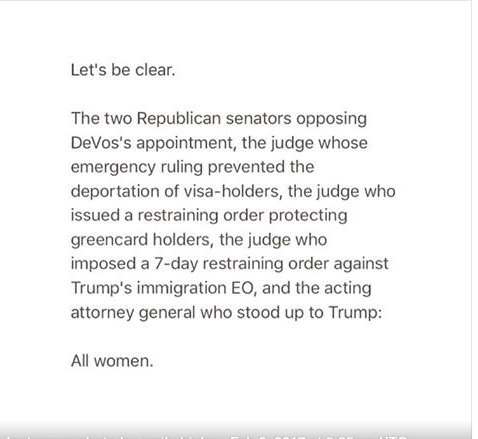 Let's be clear.
The two Republican senators opposing
DeVos's appointment, the judge whose
emergency ruling prevented the
deportation of visa-holders, the judge who
issued a restraining order protecting
greencard holders, the judge who
imposed a 7-day restraining order against
Trump's immigration EO, and the acting
attorney general who stood up to Trump:
All women.